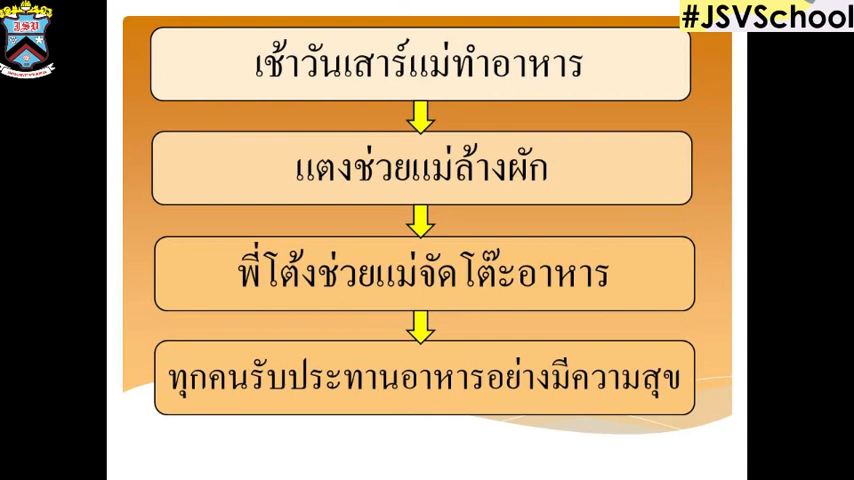 #JSVSchool
JSV
เช้าวันเสาร์แม่ทำอาหาร
แตงช่วยแม่ล้างผัก
พี่โต้งช่วยแม่จัดโต๊ะอาหาร
ทุกคนรับประทานอาหารอย่างมีความสุข